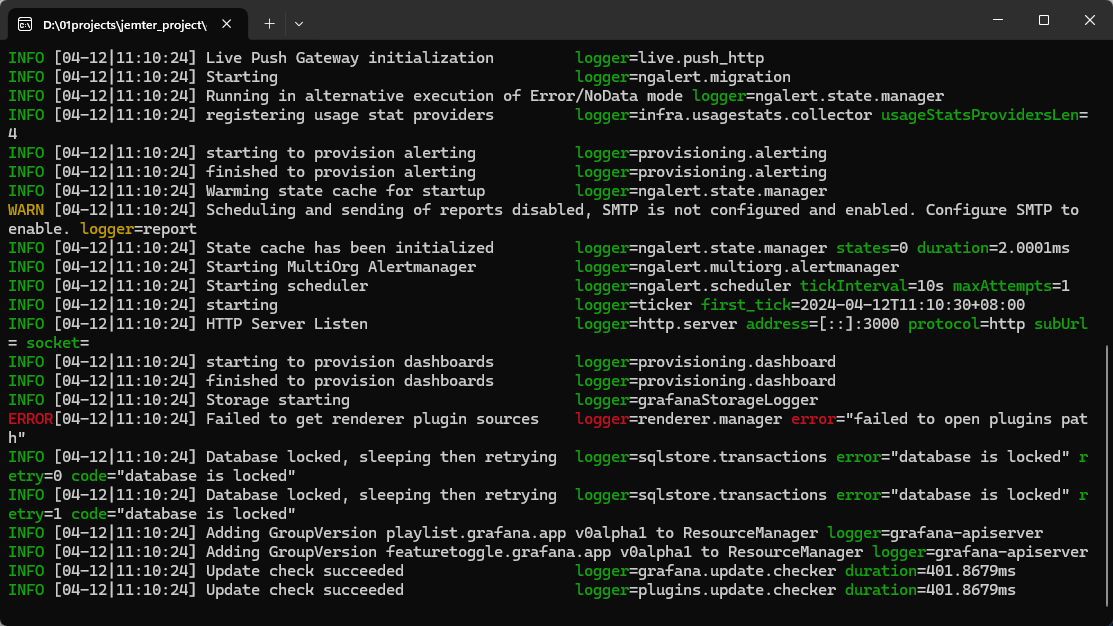 D:\01projects\jemter_project\
INFO [04-12|11:10:24] Live Push Gateway initialization logger=live.push_http
INFO [04-12|11:10:24] Starting logger=ngalert.migration
INFO [04-12|11:10:24] Running in alternative execution of Error/NoData mode logger=ngalert.state.manager
INFO [04-12|11:10:24] registering usage stat providers logger=infra.usagestats.collector usageStatsProvidersLen=
4
INFO [04-12|11:10:24] starting to provision alerting logger=provisioning.alerting
INFO [04-12|11:10:24] finished to provision alerting logger=provisioning.alerting
INFO [04-12|11:10:24] Warming state cache for startup logger=ngalert.state.manager
WARN [04-12|11:10:24] Scheduling and sending of reports disabled, SMTP is not configured and enabled. Configure SMTP to
enable. logger=report
INFO [04-12|11:10:24] State cache has been initialized logger=ngalert.state.manager states=0 duration=2.0001ms
INFO [04-12|11:10:24] Starting MultiOrg Alertmanager logger=ngalert.multiorg.alertmanager
INFO [04-12|11:10:24] Starting scheduler logger=ngalert.scheduler tickInterval=10s maxAttempts=1
INFO [04-12|11:10:24] starting logger=ticker first_tick=2024-04-12T11:10:30+08:00
INFO [04-12|11:10:24] HTTP Server Listen logger=http.server address=[::]:3000 protocol=http subUrl
= socket=
INFO [04-12|11:10:24] starting to provision dashboards logger=provisioning.dashboard
INFO [04-12|11:10:24] finished to provision dashboards logger=provisioning.dashboard
INFO [04-12|11:10:24] Storage starting logger=grafanaStorageLogger
ERROR[04-12|11:10:24] Failed to get renderer plugin sources logger=renderer.manager error="failed to open plugins pat
h"
INFO [04-12|11:10:24] Database locked, sleeping then retrying logger=sqlstore.transactions error="database is locked" r
etry=0 code="database is locked"
INFO [04-12|11:10:24] Database locked, sleeping then retrying logger=sqlstore.transactions error="database is locked" r
etry=1 code="database is locked"
INFO [04-12|11:10:24] Adding GroupVersion playlist.grafana.app v0alpha1 to ResourceManager logger=grafana-apiserver
INFO [04-12|11:10:24] Adding GroupVersion featuretoggle.grafana.app v0alpha1 to ResourceManager logger=grafana-apiserver
INFO [04-12|11:10:24] Update check succeeded logger=grafana.update.checker duration=401.8679ms
INFO [04-12|11:10:24] Update check succeeded logger=plugins.update.checker duration=401.8679ms